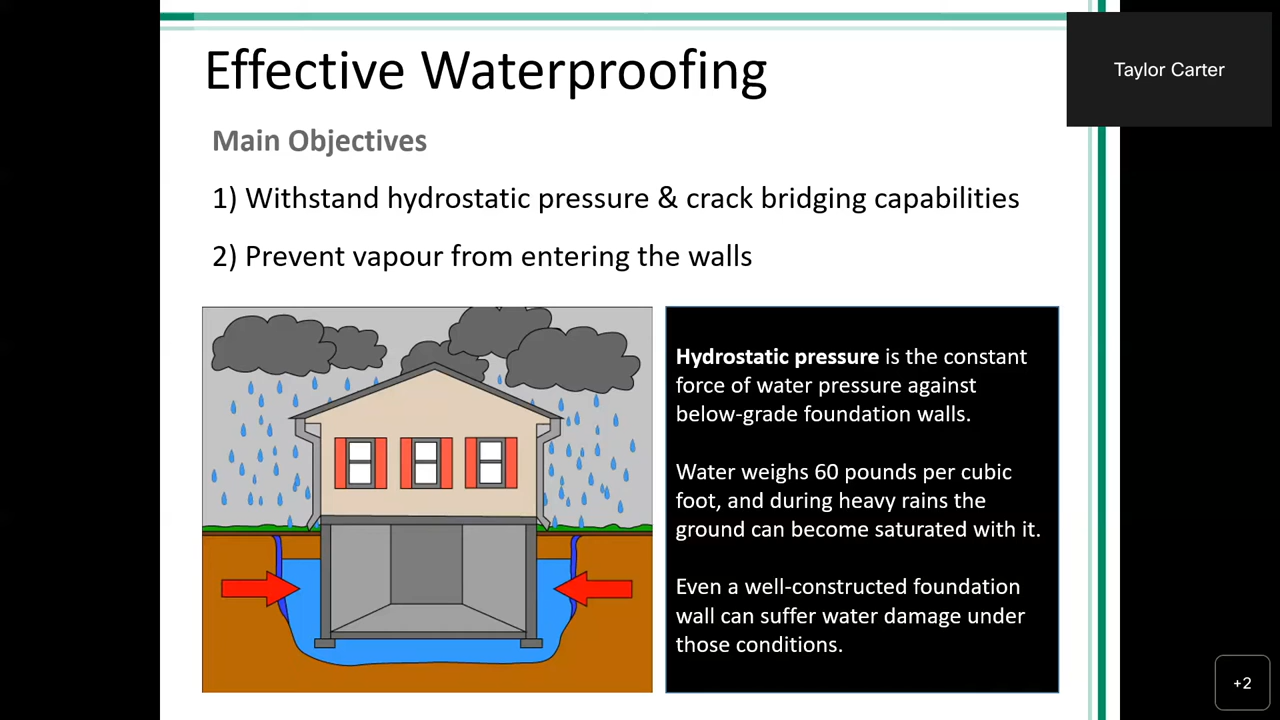 Effective Waterproofing
Taylor Carter
Main Objectives
1) Withstand hydrostatic pressure & crack bridging capabilities
2) Prevent vapour from entering the walls
Hydrostatic pressure is the constant
force of water pressure against
below-grade foundation walls.
Water weighs 60 pounds per cubic
foot, and during heavy rains the
ground can become saturated with it.
Even a well-constructed foundation
wall can suffer water damage under
those conditions.
+2